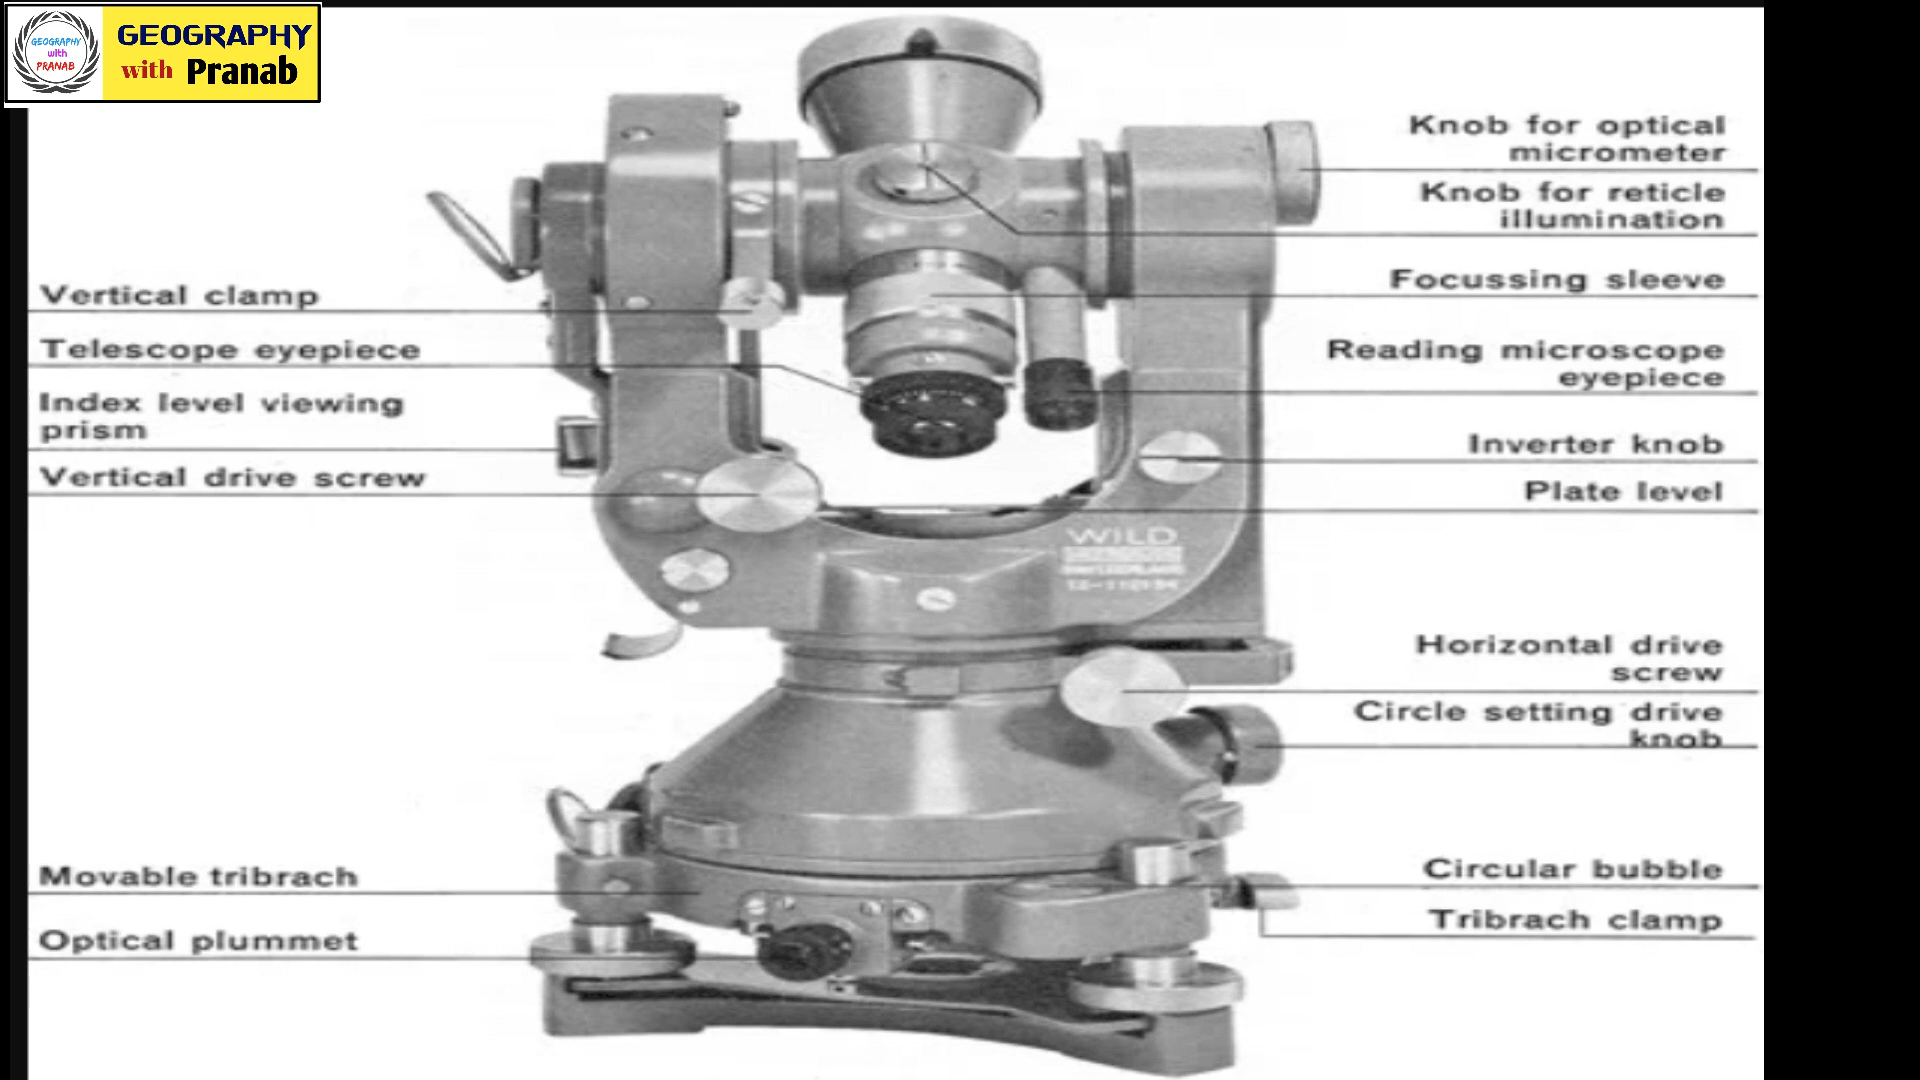 GEOGRAPHY
with
PRANAB
GEOGRAPHY
with Pranab
Knob for optical
micrometer
Knob for reticle
illumination
Focussing sleeve
Reading microscope
eyepiece
Inverter knob
Plate level
Horizontal drive
screw
Circle setting drive
knob
Circular bubble
Tribrach clamp
Vertical clamp
Telescope eyepiece
Index level viewing
prism
Vertical drive screw
Movable tribrach
Optical plummet
WILD